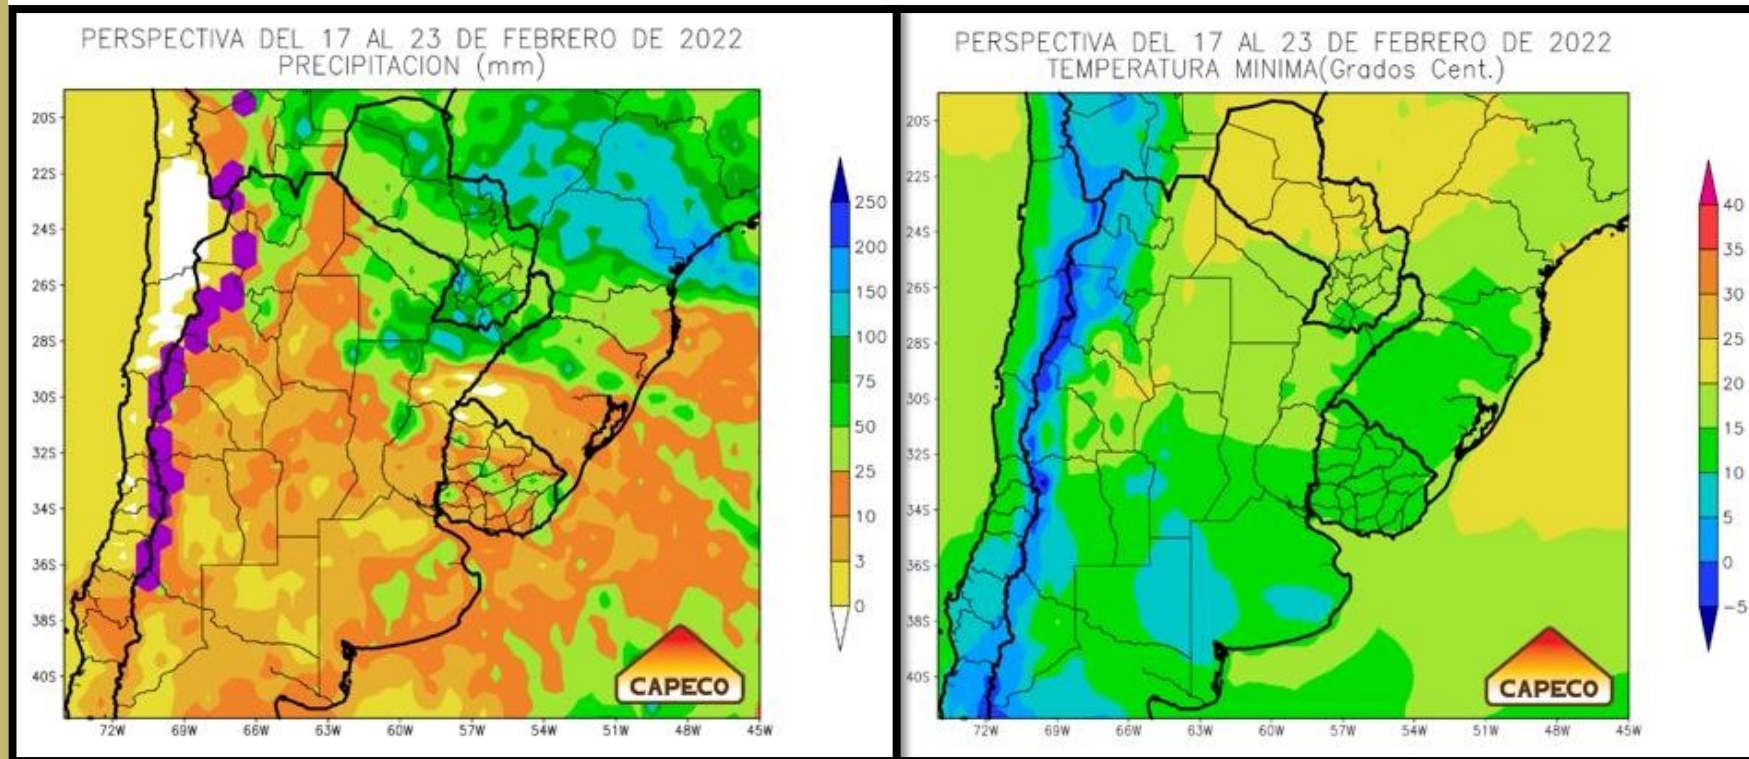 PERSPECTIVA DEL 17 AL 23 DE FEBRERO DE 2022
PRECIPITACION (mm)
20S
22S
24S
26S
28S
30S
32S
34S
36S
38S
40S
72W 69W 66W 63W 60W 57W 54W 51W 48W 45W
250
200
150
100
75
50
25
10
3
0
CAPECO
PERSPECTIVA DEL 17 AL 23 DE FEBRERO DE 2022
TEMPERATURA MINIMA(Grados Cent.)
20S
22S
24S
26S
28S
30S
32S
34S
36S
38S
40S
72W 69W 66W 63W 60W 57W 54W 51W 48W 45W
40
35
30
25
20
15
10
5
0
-5
CAPECO